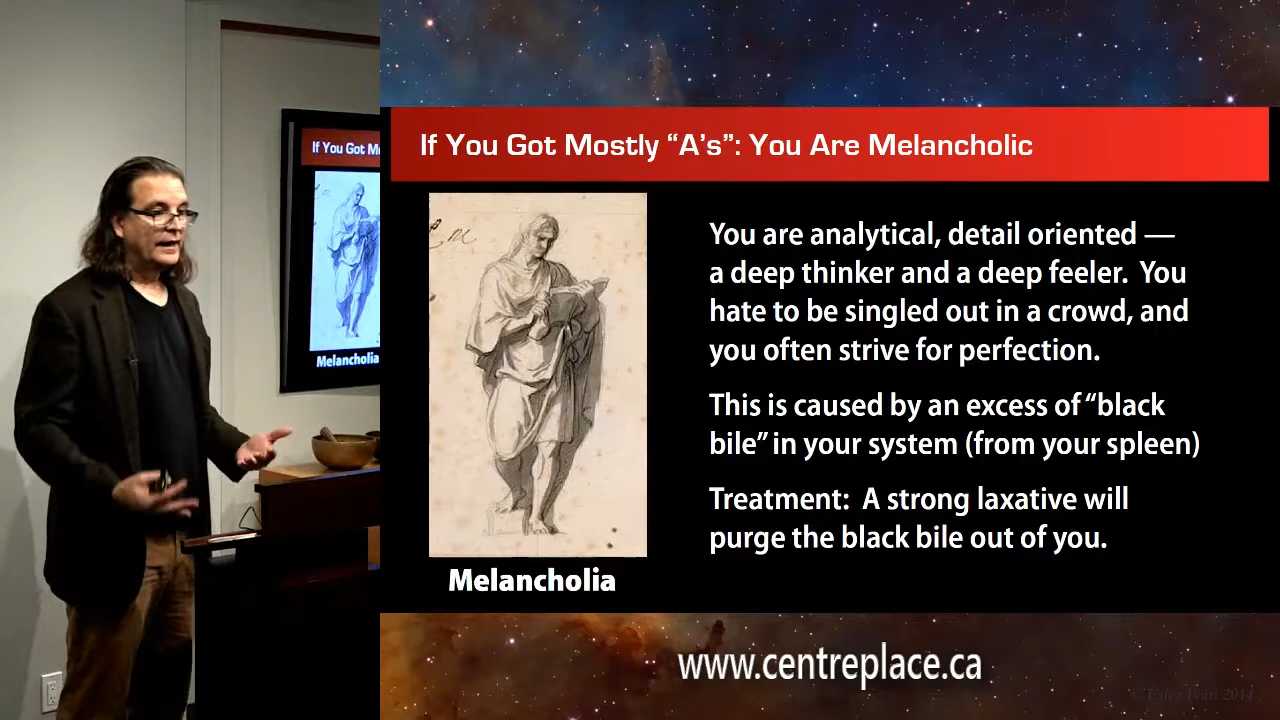 If You Got M
Melancholia
If You Got Mostly “A’s”: You Are Melancholic
You are analytical, detail oriented —
a deep thinker and a deep feeler. You
hate to be singled out in a crowd, and
you often strive for perfection.
This is caused by an excess of “black
bile” in your system (from your spleen)
Treatment: A strong laxative will
purge the black bile out of you.
Melancholia
www.centreplace.ca